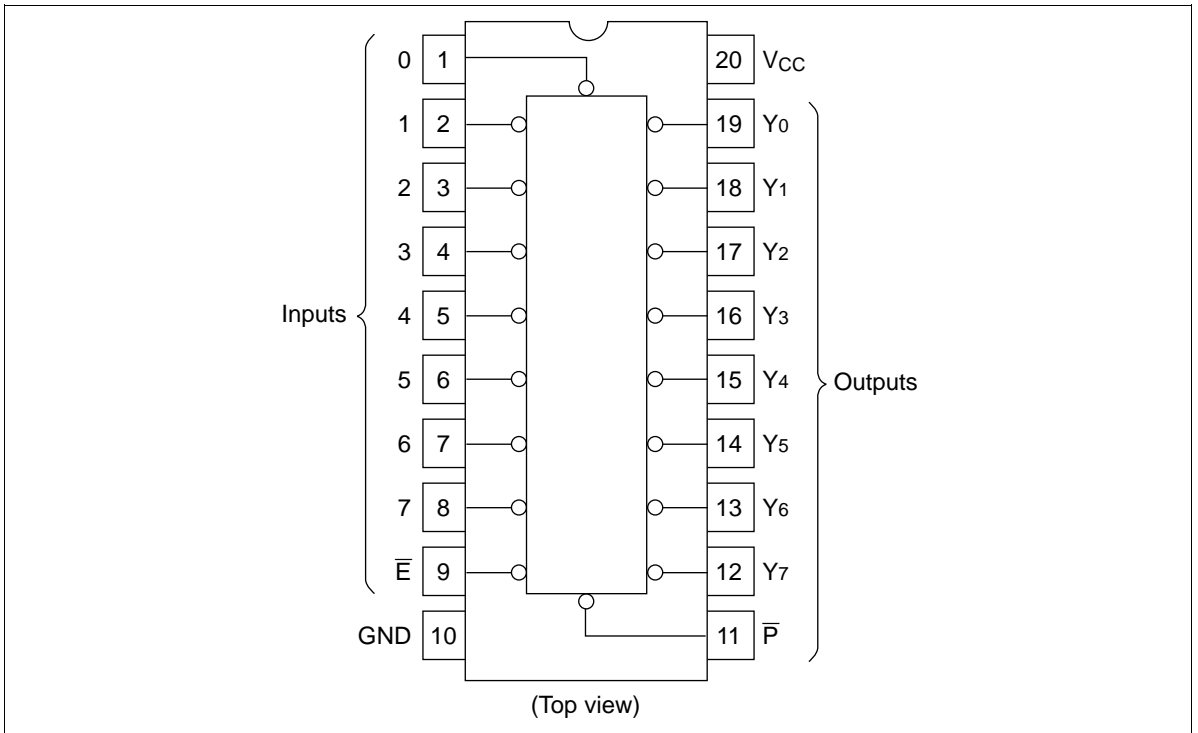 0 1 20 VCC
1 2 19 Y0
2 3 18 Y1
3 4 17 Y2
Inputs 4 5 16 Y3
5 6 15 Y4 Outputs
6 7 14 Y5
7 8 13 Y6
E̅ 9 12 Y7
GND 10 11 P̅
(Top view)